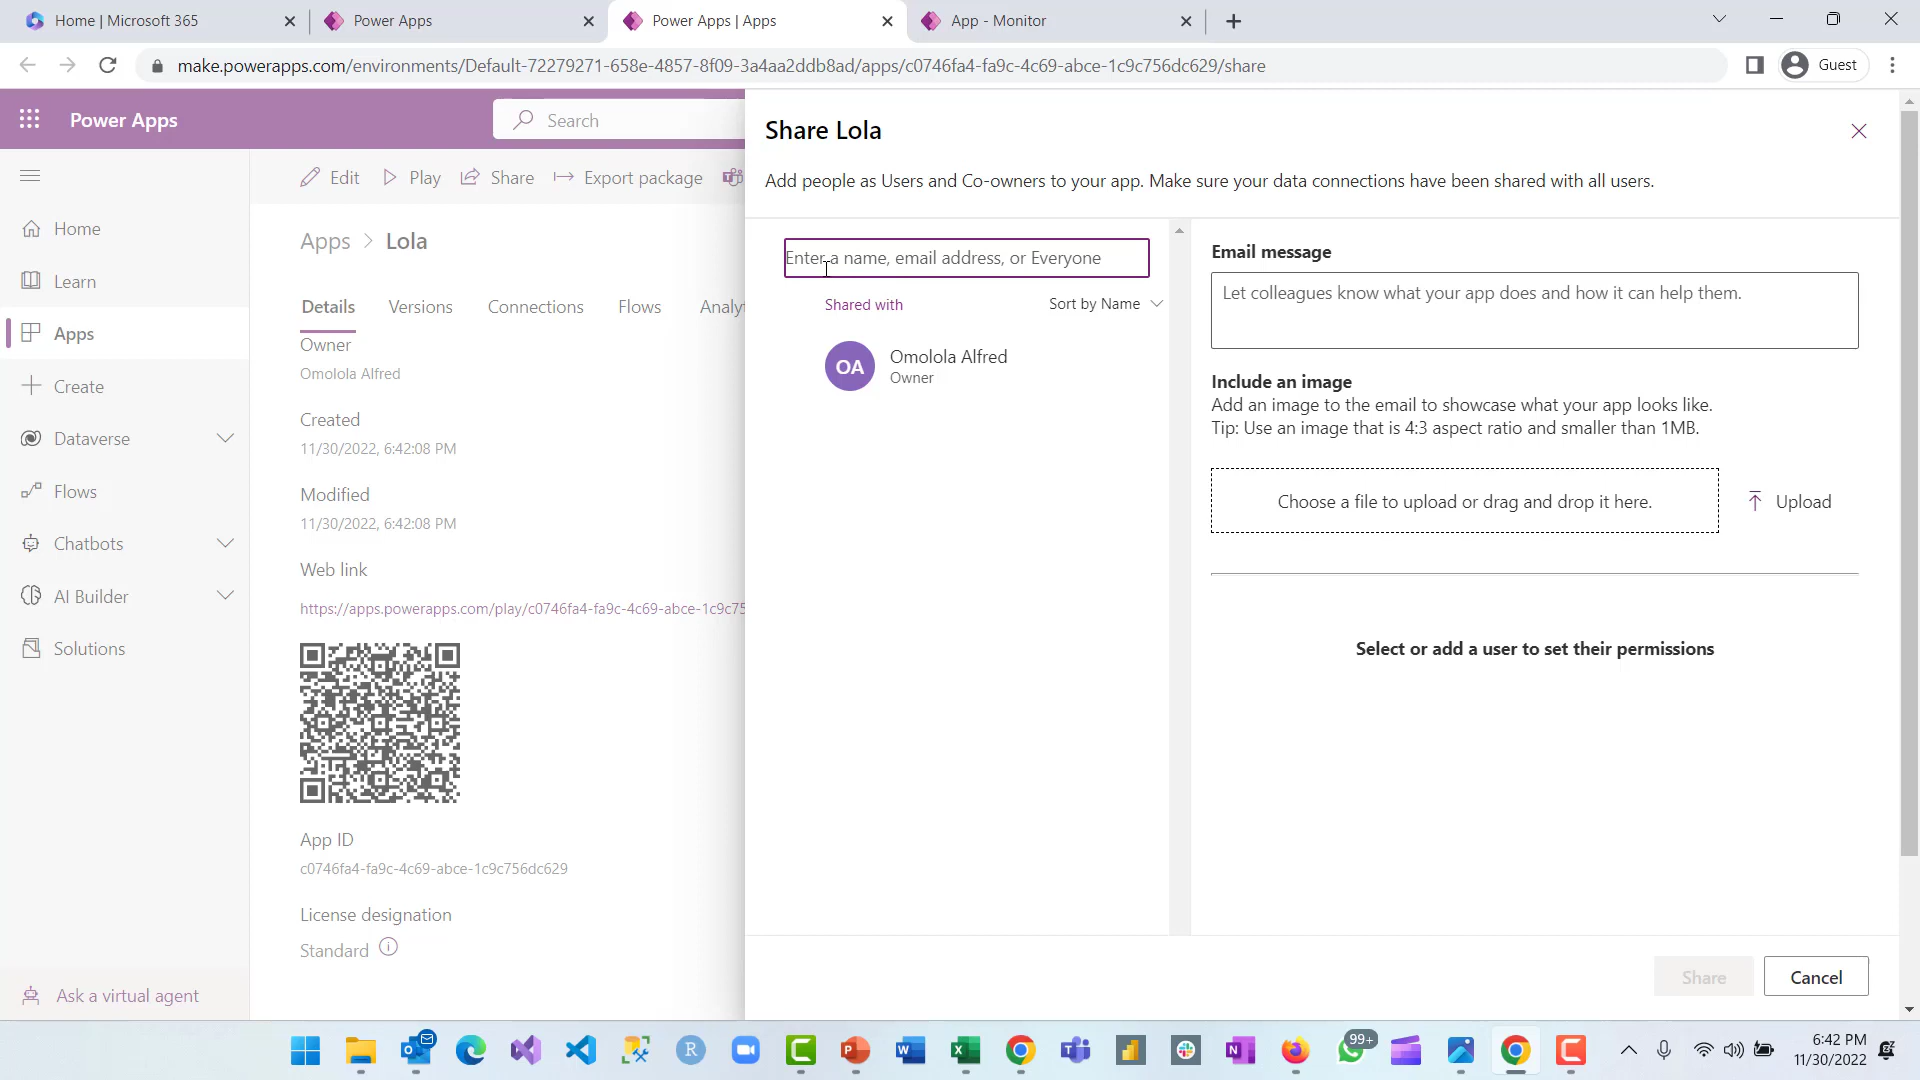 Home | Microsoft 365
Power Apps
Power Apps | Apps
App - Monitor
make.powerapps.com/environments/Default-72279271-658e-4857-8f09-3a4aa2ddb8ad/apps/c0746fa4-fa9c-4c69-abce-1c9c756dc629/share
Guest
Power Apps
Search
Home
Learn
Apps
Create
Dataverse
Flows
Chatbots
AI Builder
Solutions
Ask a virtual agent
Edit
Play
Share
Export package
Apps > Lola
Details
Versions
Connections
Flows
Analyt
Owner
Omolola Alfred
Created
11/30/2022, 6:42:08 PM
Modified
11/30/2022, 6:42:08 PM
Web link
https://apps.powerapps.com/play/c0746fa4-fa9c-4c69-abce-1c9c75
App ID
c0746fa4-fa9c-4c69-abce-1c9c756dc629
License designation
Standard
Share Lola
Add people as Users and Co-owners to your app. Make sure your data connections have been shared with all users.
Enter a name, email address, or Everyone
Shared with
Sort by Name
OA
Omolola Alfred
Owner
Email message
Let colleagues know what your app does and how it can help them.
Include an image
Add an image to the email to showcase what your app looks like.
Tip: Use an image that is 4:3 aspect ratio and smaller than 1MB.
Choose a file to upload or drag and drop it here.
Upload
Select or add a user to set their permissions
Share
Cancel
99+
6:42 PM
11/30/2022